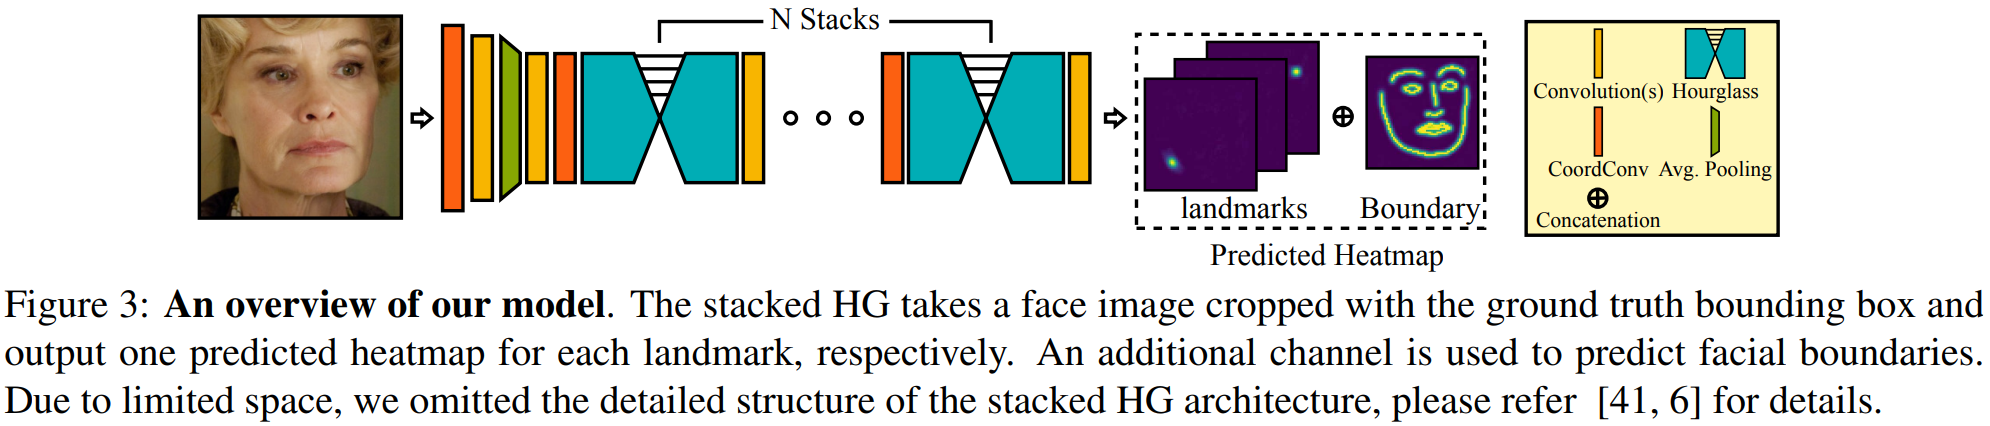 N Stacks
landmarks
Boundary
Predicted Heatmap
Convolution(s) Hourglass
CoordConv Avg. Pooling
Concatenation
Figure 3: An overview of our model. The stacked HG takes a face image cropped with the ground truth bounding box and
output one predicted heatmap for each landmark, respectively. An additional channel is used to predict facial boundaries.
Due to limited space, we omitted the detailed structure of the stacked HG architecture, please refer [41, 6] for details.